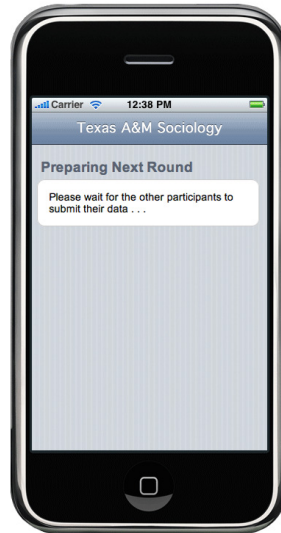 Carrier 12:38 PM
Texas A&M Sociology
Preparing Next Round
Please wait for the other participants to
submit their data . . .